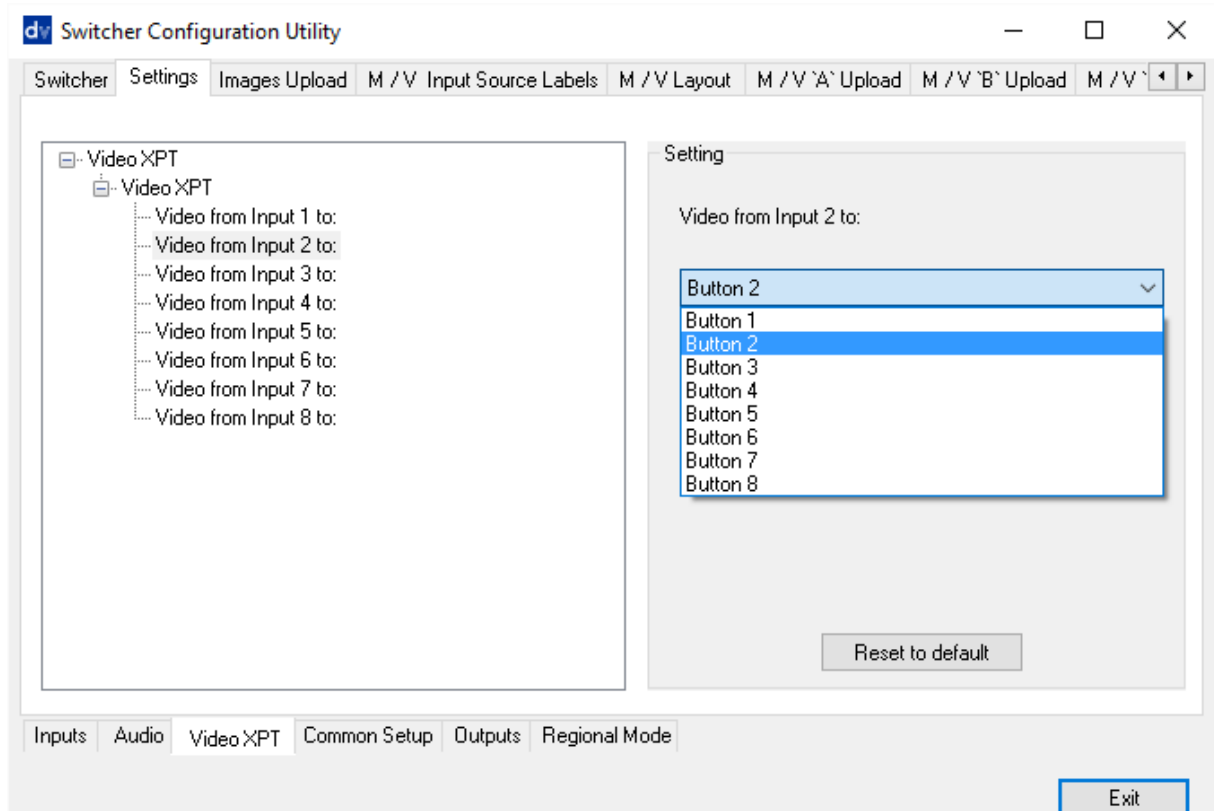 dv Switcher Configuration Utility
Switcher Settings Images Upload M / V Input Source Labels M / V Layout M / V `A` Upload M / V `B` Upload M / V `
Video XPT
Video XPT
Video from Input 1 to:
Video from Input 2 to:
Video from Input 3 to:
Video from Input 4 to:
Video from Input 5 to:
Video from Input 6 to:
Video from Input 7 to:
Video from Input 8 to:
Setting
Video from Input 2 to:
Button 2
Button 1
Button 2
Button 3
Button 4
Button 5
Button 6
Button 7
Button 8
Reset to default
Inputs Audio Video XPT Common Setup Outputs Regional Mode
Exit